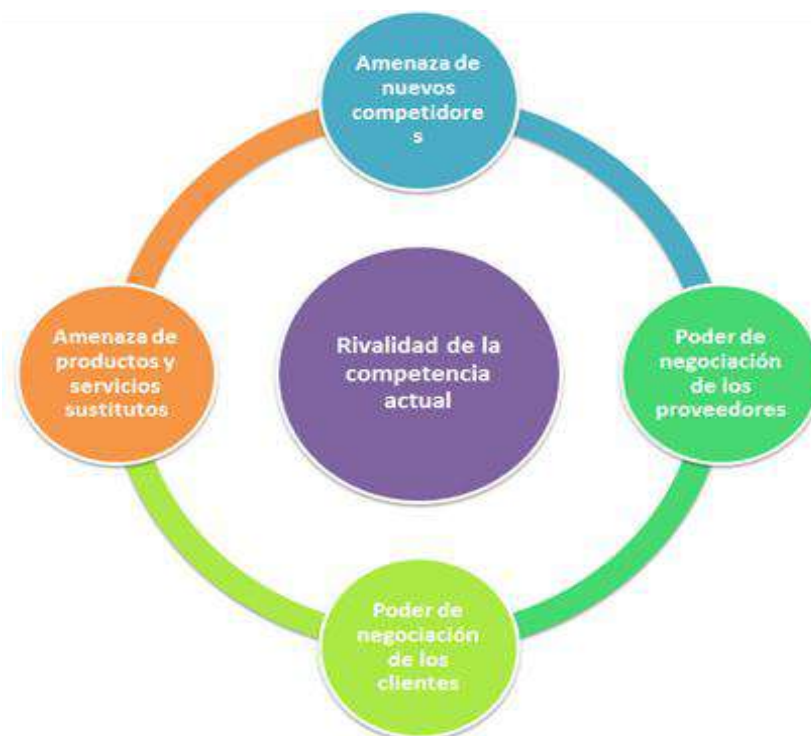 Amenaza de
nuevos
competidore
s
Amenaza de
productos y
servicios
sustitutos
Rivalidad de la
competencia
actual
Poder de
negociación
de los
proveedores
Poder de
negociación
de los
clientes